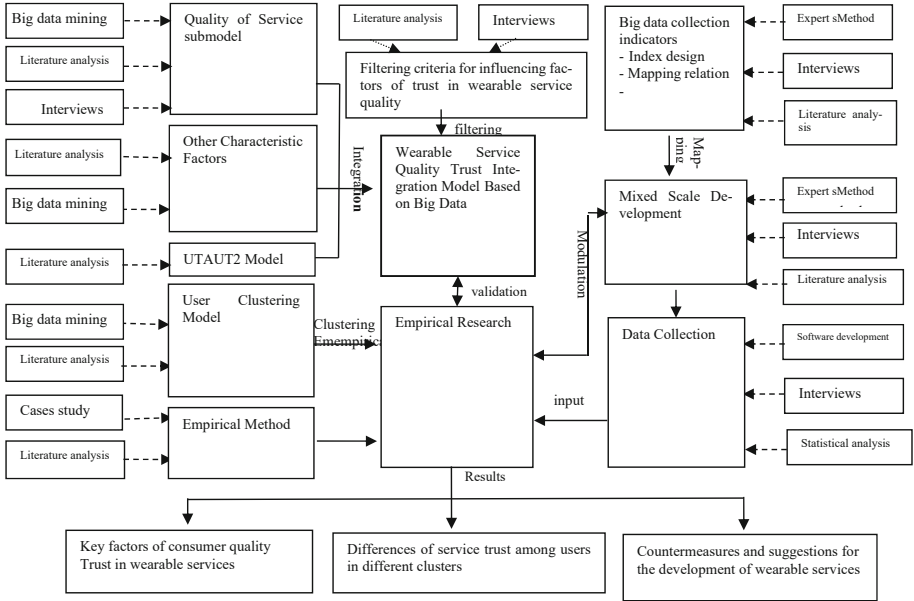 Big data mining
Literature analysis
Interviews
Quality of Service
submodel
Literature analysis
Big data mining
Other Characteristic
Factors
Literature analysis
UTAUT2 Model
Big data mining
Literature analysis
User Clustering
Model
Cases study
Literature analysis
Empirical Method
Integration
Clustering
Emempirica
Literature analysis
Interviews
Filtering criteria for influencing fac-
tors of trust in wearable service
quality
filtering
Wearable Service
Quality Trust Inte-
gration Model Based
on Big Data
validation
Empirical Research
Modulation
input
Results
Big data collection
indicators
- Index design
- Mapping relation
-
Expert sMethod
Interviews
Literature analy-
sis
Map-
ping
Mixed Scale De-
velopment
Expert sMethod
Interviews
Literature analysis
Data Collection
Software development
Interviews
Statistical analysis
Key factors of consumer quality
Trust in wearable services
Differences of service trust among users
in different clusters
Countermeasures and suggestions for
the development of wearable services